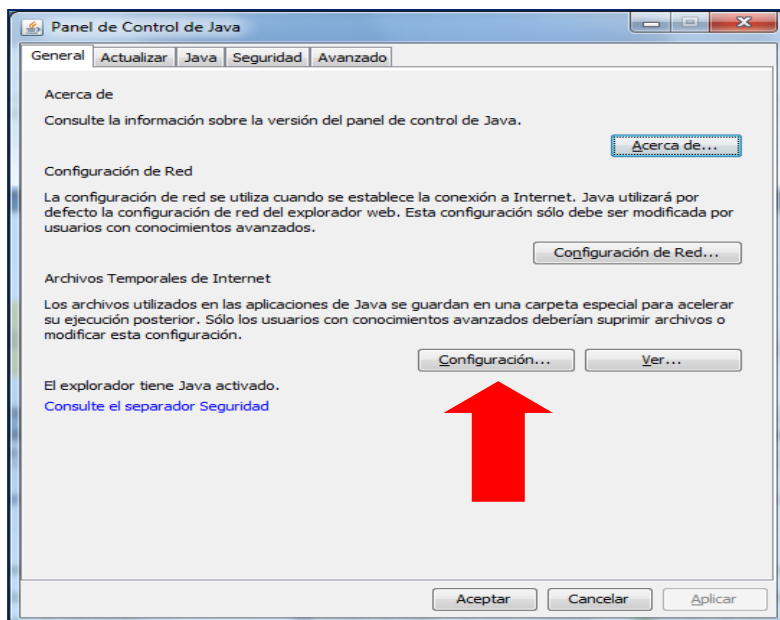 Panel de Control de Java
General Actualizar Java Seguridad Avanzado
Acerca de
Consulte la información sobre la versión del panel de control de Java.
Acerca de...
Configuración de Red
La configuración de red se utiliza cuando se establece la conexión a Internet. Java utilizará por
defecto la configuración de red del explorador web. Esta configuración sólo debe ser modificada por
usuarios con conocimientos avanzados.
Configuración de Red...
Archivos Temporales de Internet
Los archivos utilizados en las aplicaciones de Java se guardan en una carpeta especial para acelerar
su ejecución posterior. Sólo los usuarios con conocimientos avanzados deberían suprimir archivos o
modificar esta configuración.
Configuración... Ver...
El explorador tiene Java activado.
Consulte el separador Seguridad
Aceptar Cancelar Aplicar